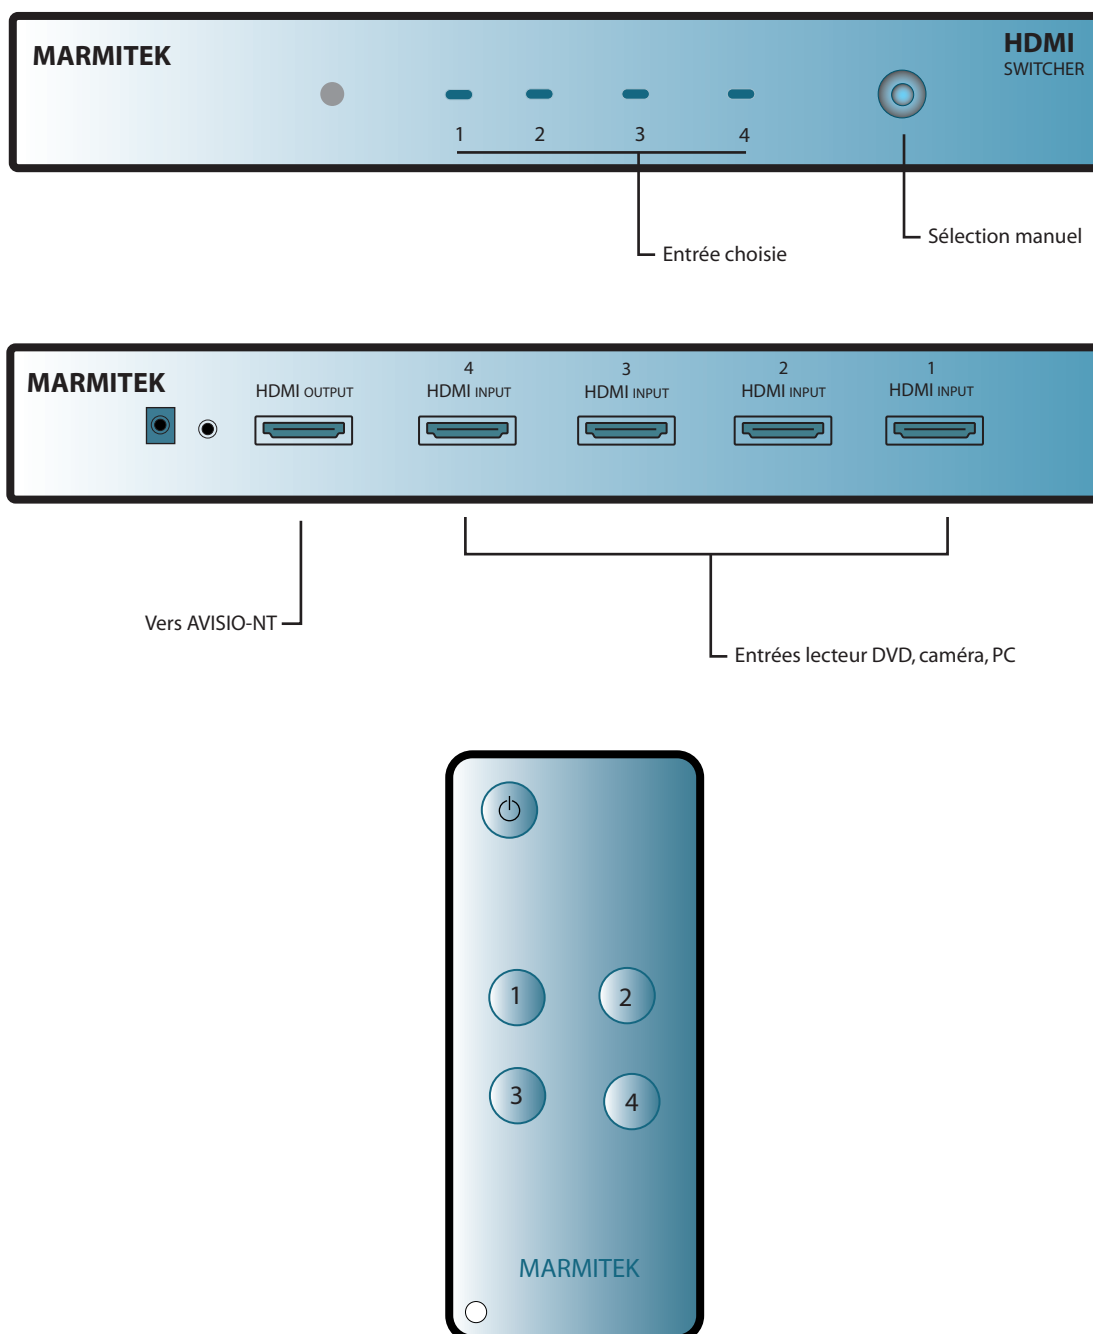 MARMITEK
HDMI
SWITCHER
1 2 3 4
Sélection manuel
Entrée choisie
MARMITEK
4 3 2 1
HDMI OUTPUT HDMI INPUT HDMI INPUT HDMI INPUT HDMI INPUT
Vers AVISIO-NT
Entrées lecteur DVD, caméra, PC
1 2
3 4
MARMITEK